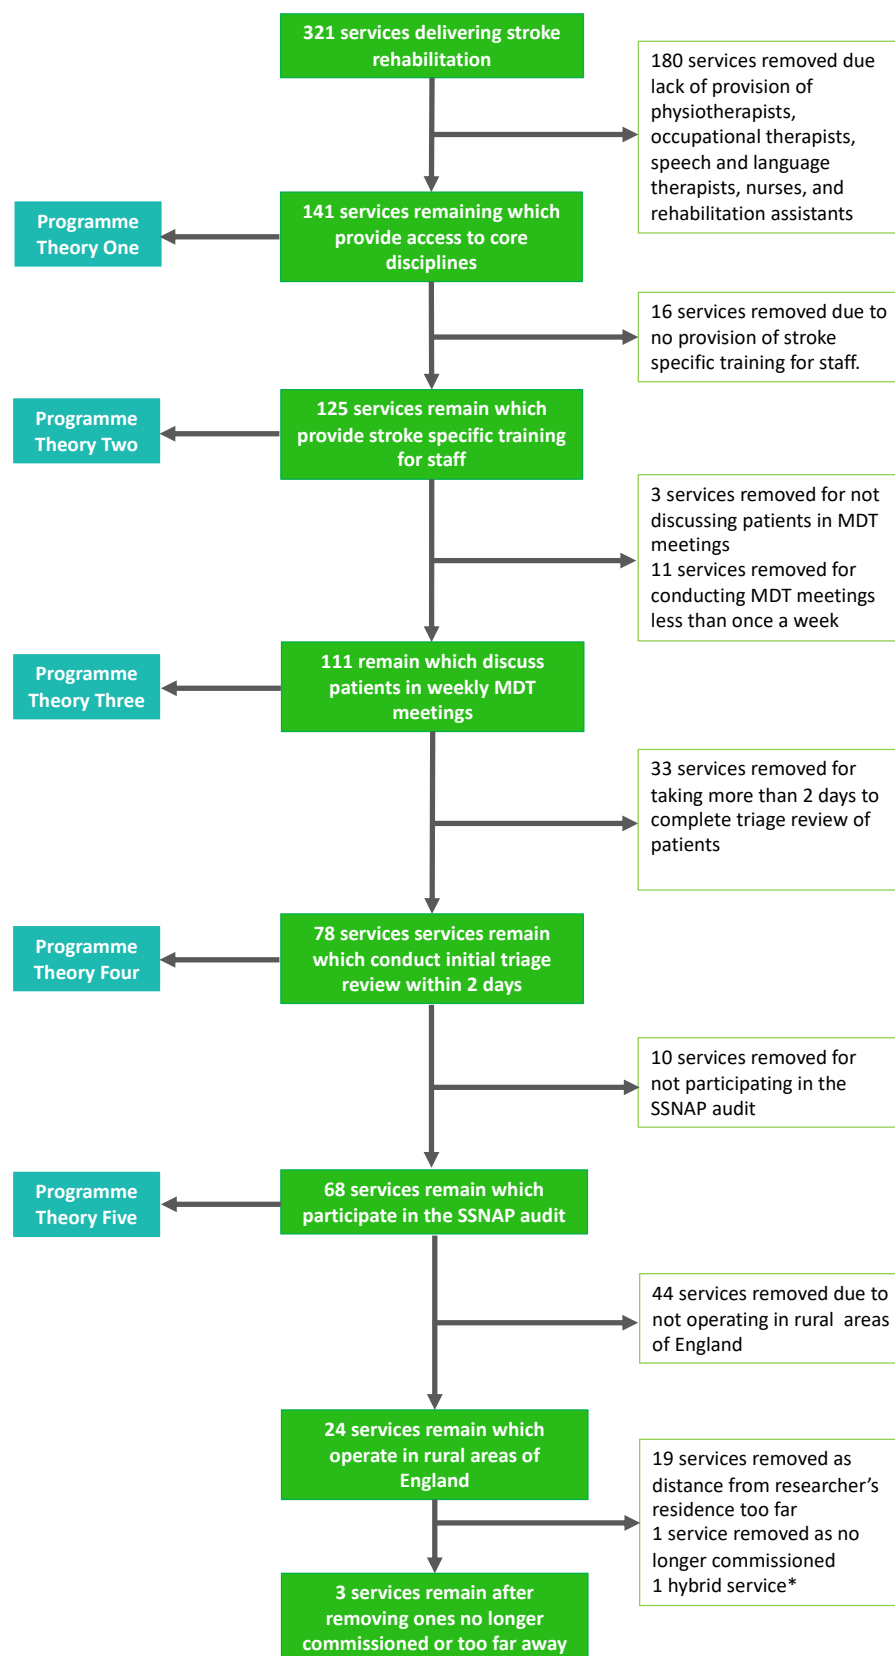 321 services delivering stroke
rehabilitation
180 services removed due
lack of provision of
physiotherapists,
occupational therapists,
speech and language
therapists, nurses, and
rehabilitation assistants
Programme
Theory One
141 services remaining which
provide access to core
disciplines
16 services removed due to
no provision of stroke
specific training for staff.
Programme
Theory Two
125 services remain which
provide stroke specific training
for staff
3 services removed for not
discussing patients in MDT
meetings
11 services removed for
conducting MDT meetings
less than once a week
Programme
Theory Three
111 remain which discuss
patients in weekly MDT
meetings
33 services removed for
taking more than 2 days to
complete triage review of
patients
Programme
Theory Four
78 services services remain
which conduct initial triage
review within 2 days
10 services removed for
not participating in the
SSNAP audit
Programme
Theory Five
68 services remain which
participate in the SSNAP audit
44 services removed due to
not operating in rural areas
of England
24 services remain which
operate in rural areas of
England
19 services removed as
distance from researcher's
residence too far
1 service removed as no
longer commissioned
1 hybrid service*
3 services remain after
removing ones no longer
commissioned or too far away